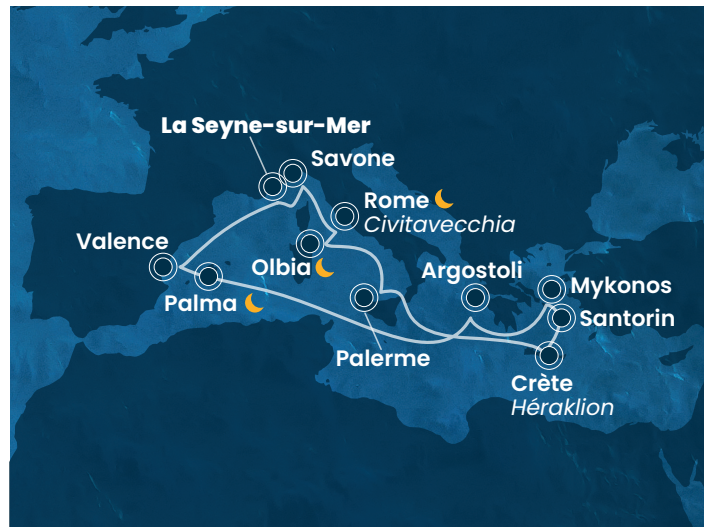 La Seyne-sur-Mer
Savone
Rome
Civitavecchia
Valence
Olbia
Palma
Argostoli
Mykonos
Santorin
Palerme
Crète
Héraklion